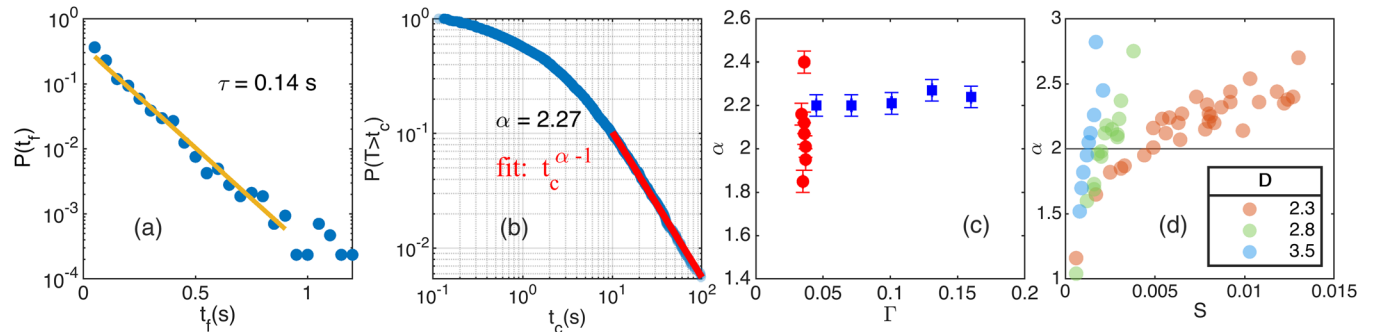 P(t_f)
10^0
10^-1
10^-2
10^-3
10^-4
τ = 0.14 s
(a)
0 0.5 1
t_f(s)
P(T>t_c)
10^0
10^-1
10^-2
α = 2.27
fit: t_c^α -1
(b)
10^-1 10^0 10^1 10^2
t_c(s)
α
2.6
2.4
2.2
2
1.8
1.6
1.4
(c)
0 0.05 0.1 0.15 0.2
Γ
α
3
2.5
2
1.5
1
D
2.3
2.8
3.5
(d)
0 0.005 0.01 0.015
S